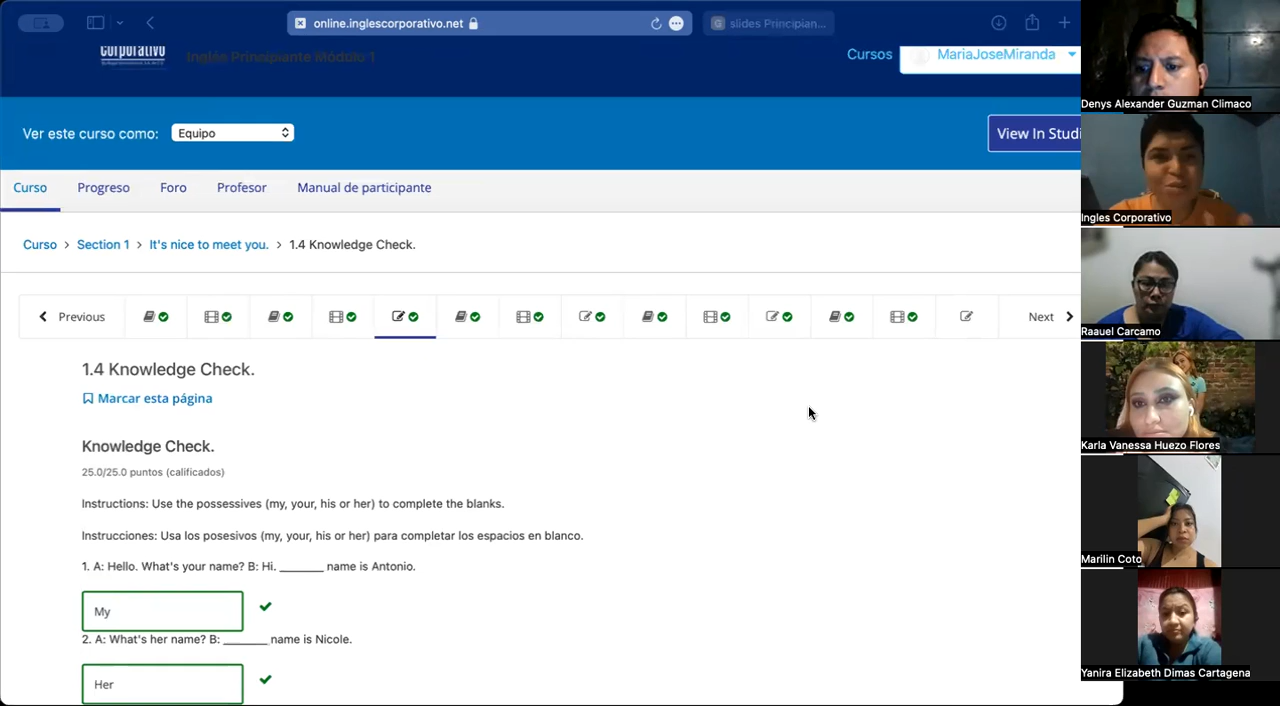 online.inglescorporativo.net
slides Principian...
corporativo
Inglés Principiante Módulo 1
Cursos
MariaJoseMiranda
Ver este curso como:
Equipo
View In Studi
Curso
Progreso
Foro
Profesor
Manual de participante
Curso > Section 1 > It's nice to meet you. > 1.4 Knowledge Check.
Previous
Next
1.4 Knowledge Check.
Marcar esta página
Knowledge Check.
25.0/25.0 puntos (calificados)
Instructions: Use the possessives (my, your, his or her) to complete the blanks.
Instrucciones: Usa los posesivos (my, your, his or her) para completar los espacios en blanco.
1. A: Hello. What's your name? B: Hi. ______ name is Antonio.
My
2. A: What's her name? B: ______ name is Nicole.
Her
Denys Alexander Guzman Climaco
Ingles Corporativo
Raauel Carcamo
Karla Vanessa Huezo Flores
Marilin Coto
Yanira Elizabeth Dimas Cartagena